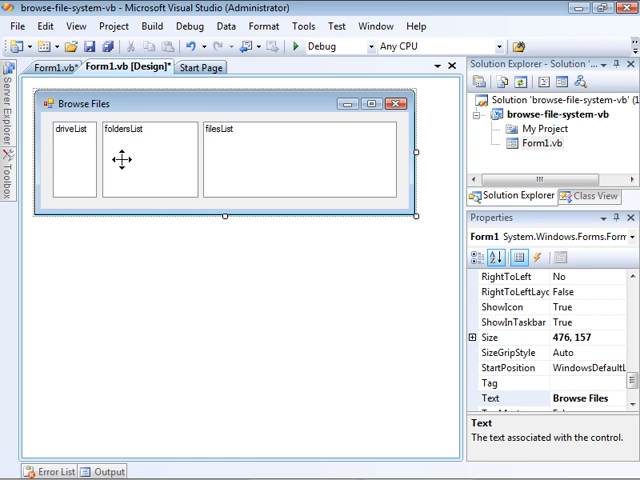 browse-file-system-vb - Microsoft Visual Studio (Administrator)
File Edit View Project Build Debug Data Format Tools Test Window Help
Debug Any CPU
Form1.vb* Form1.vb [Design]* Start Page
Server Explorer
Toolbox
Browse Files
driveList foldersList filesList
Solution Explorer - Solution '...
Solution 'browse-file-system-vb' (1
browse-file-system-vb
My Project
Form1.vb
Solution Explorer Class View
Properties
Form1 System.Windows.Forms.Form
RightToLeft No
RightToLeftLayo False
ShowIcon True
ShowInTaskbar True
Size 476, 157
SizeGripStyle Auto
StartPosition WindowsDefaultL
Tag
Text Browse Files
Text
The text associated with the control.
Error List Output